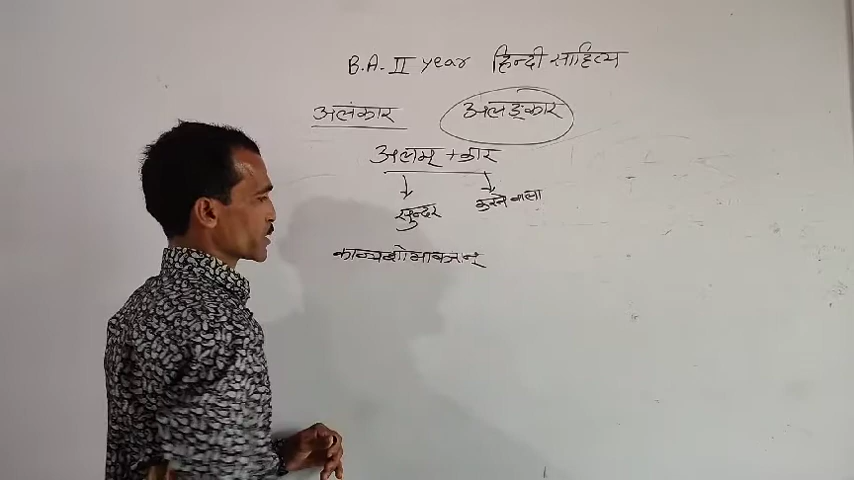 B.A. II year हिन्दी साहित्य
अलंकार अलङ्कार
अलम् + कार
सुन्दर करने वाला
काव्यशोभाकरान्